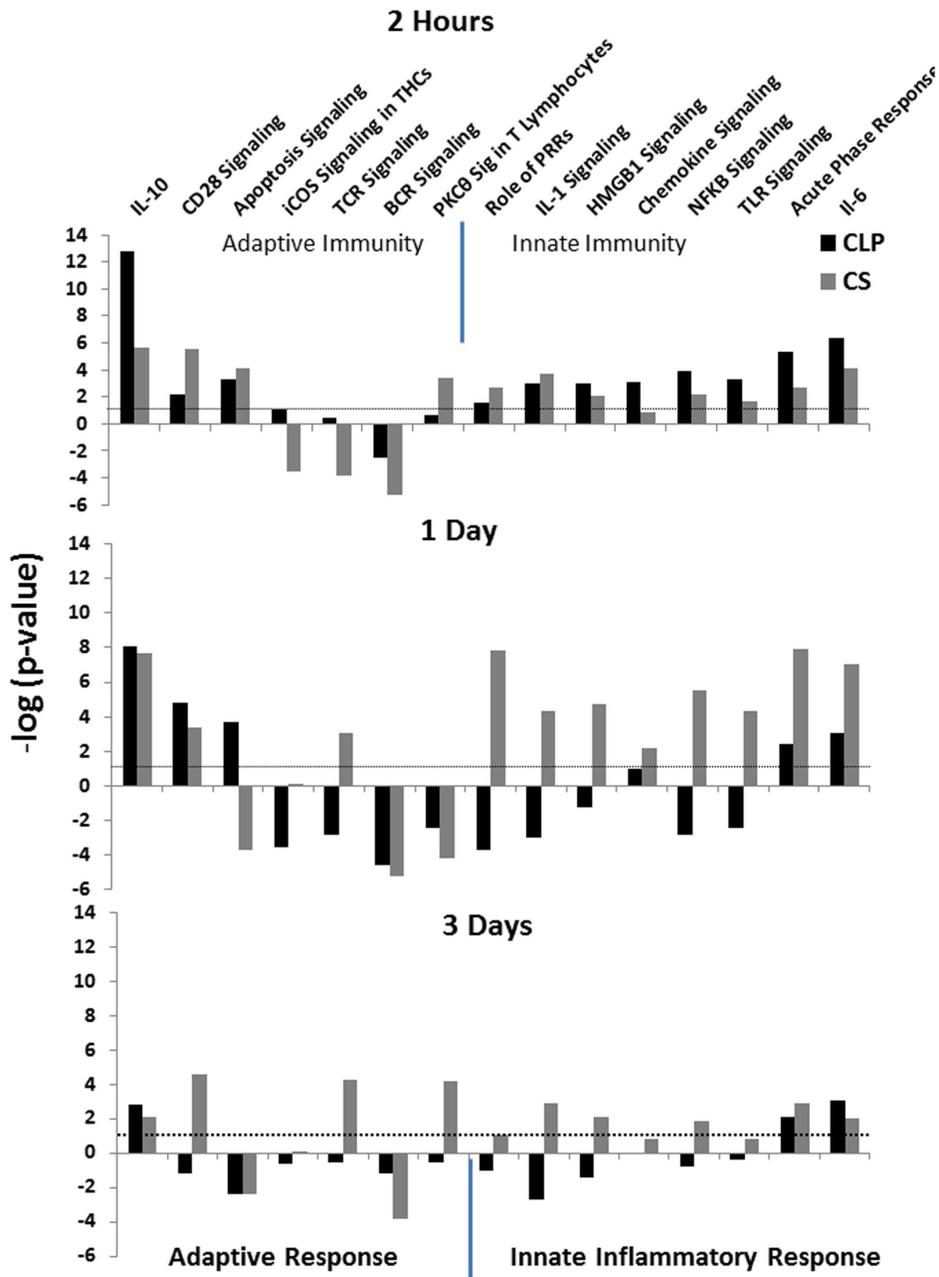 2 Hours
IL-10
CD28 Signaling
Apoptosis Signaling
iCOS Signaling in THCs
TCR Signaling
BCR Signaling
PKCθ Sig in T Lymphocytes
Role of PRRs
IL-1 Signaling
HMGB1 Signaling
Chemokine Signaling
NFKB Signaling
TLR Signaling
Acute Phase Response
Il-6
Adaptive Immunity
Innate Immunity
CLP
CS
14
12
10
8
6
4
2
0
-2
-4
-6
-log (p-value)
1 Day
14
12
10
8
6
4
2
0
-2
-4
-6
3 Days
14
12
10
8
6
4
2
0
-2
-4
-6
Adaptive Response
Innate Inflammatory Response